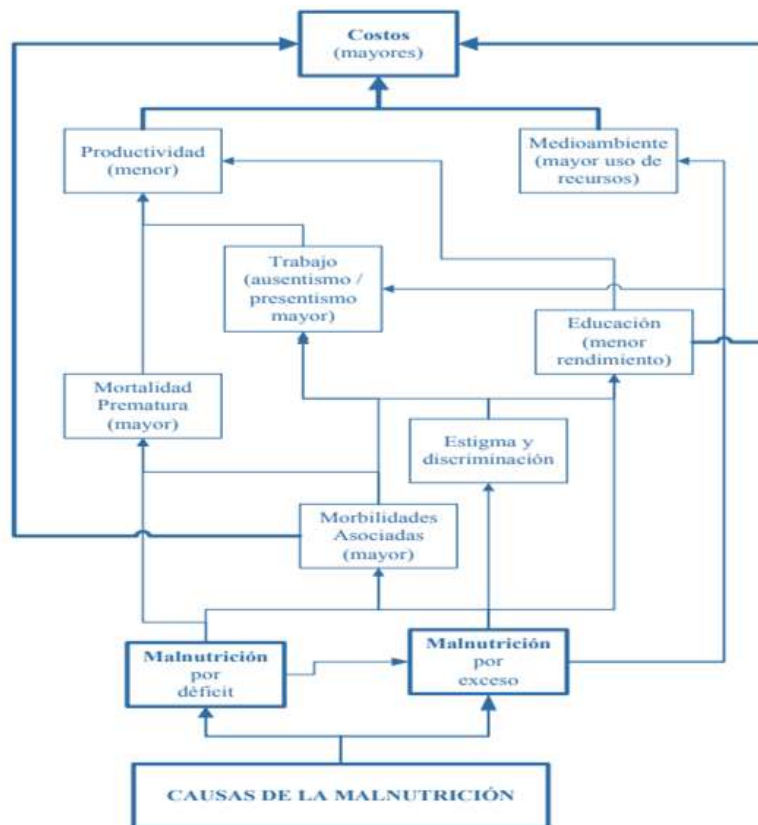 Costos
(mayores)
Productividad
(menor)
Medioambiente
(mayor uso de
recursos)
Trabajo
(ausentismo /
presentismo
mayor)
Educación
(menor
rendimiento)
Mortalidad
Prematura
(mayor)
Estigma y
discriminación
Morbilidades
Asociadas
(mayor)
Malnutrición
por
déficit
Malnutrición
por
exceso
CAUSAS DE LA MALNUTRICIÓN